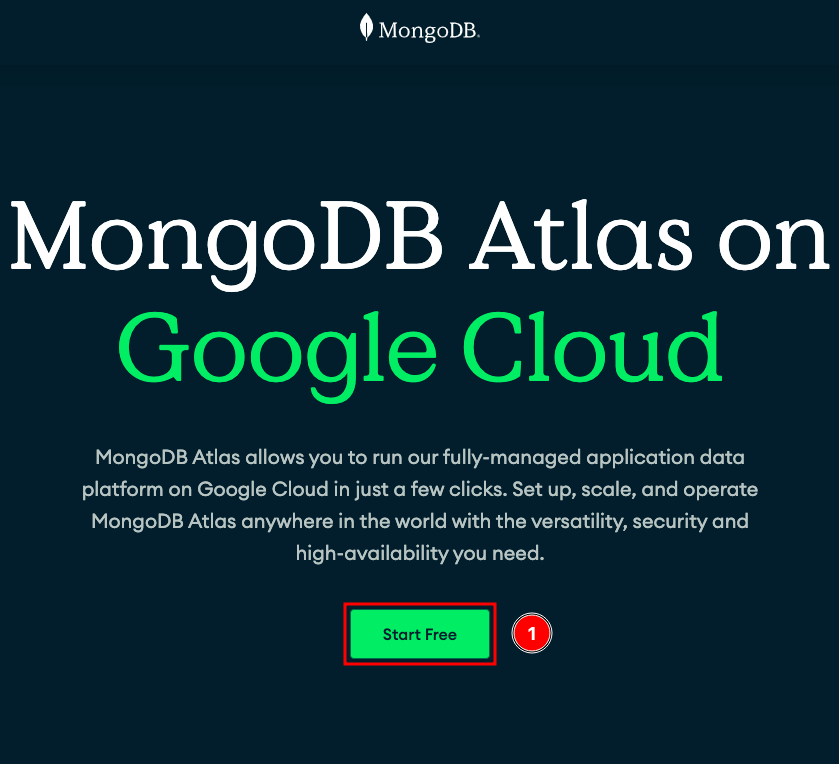 MongoDB.
MongoDB Atlas on
Google Cloud
MongoDB Atlas allows you to run our fully-managed application data
platform on Google Cloud in just a few clicks. Set up, scale, and operate
MongoDB Atlas anywhere in the world with the versatility, security and
high-availability you need.
Start Free
1